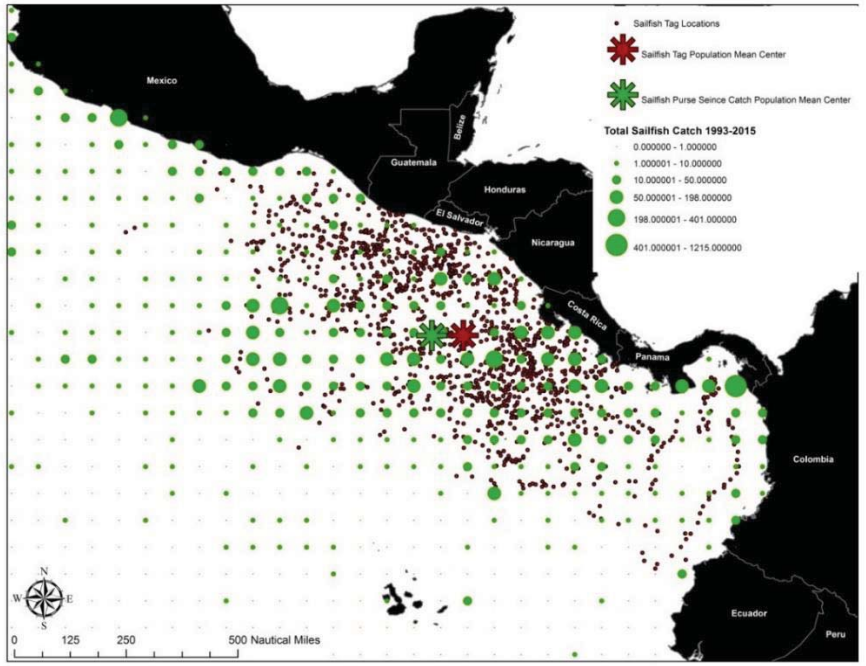 Sailfish Tag Locations
Sailfish Tag Population Mean Center
Sailfish Purse Seince Catch Population Mean Center
Total Sailfish Catch 1993-2015
0.000000 - 1.000000
1.000001 - 10.000000
10.000001 - 50.000000
50.000001 - 198.000000
198.000001 - 401.000000
401.000001 - 1215.000000
Mexico
Belize
Guatemala
Honduras
El Salvador
Nicaragua
Costa Rica
Panama
Colombia
Ecuador
Peru
N
W E
S
0 125 250 500 Nautical Miles